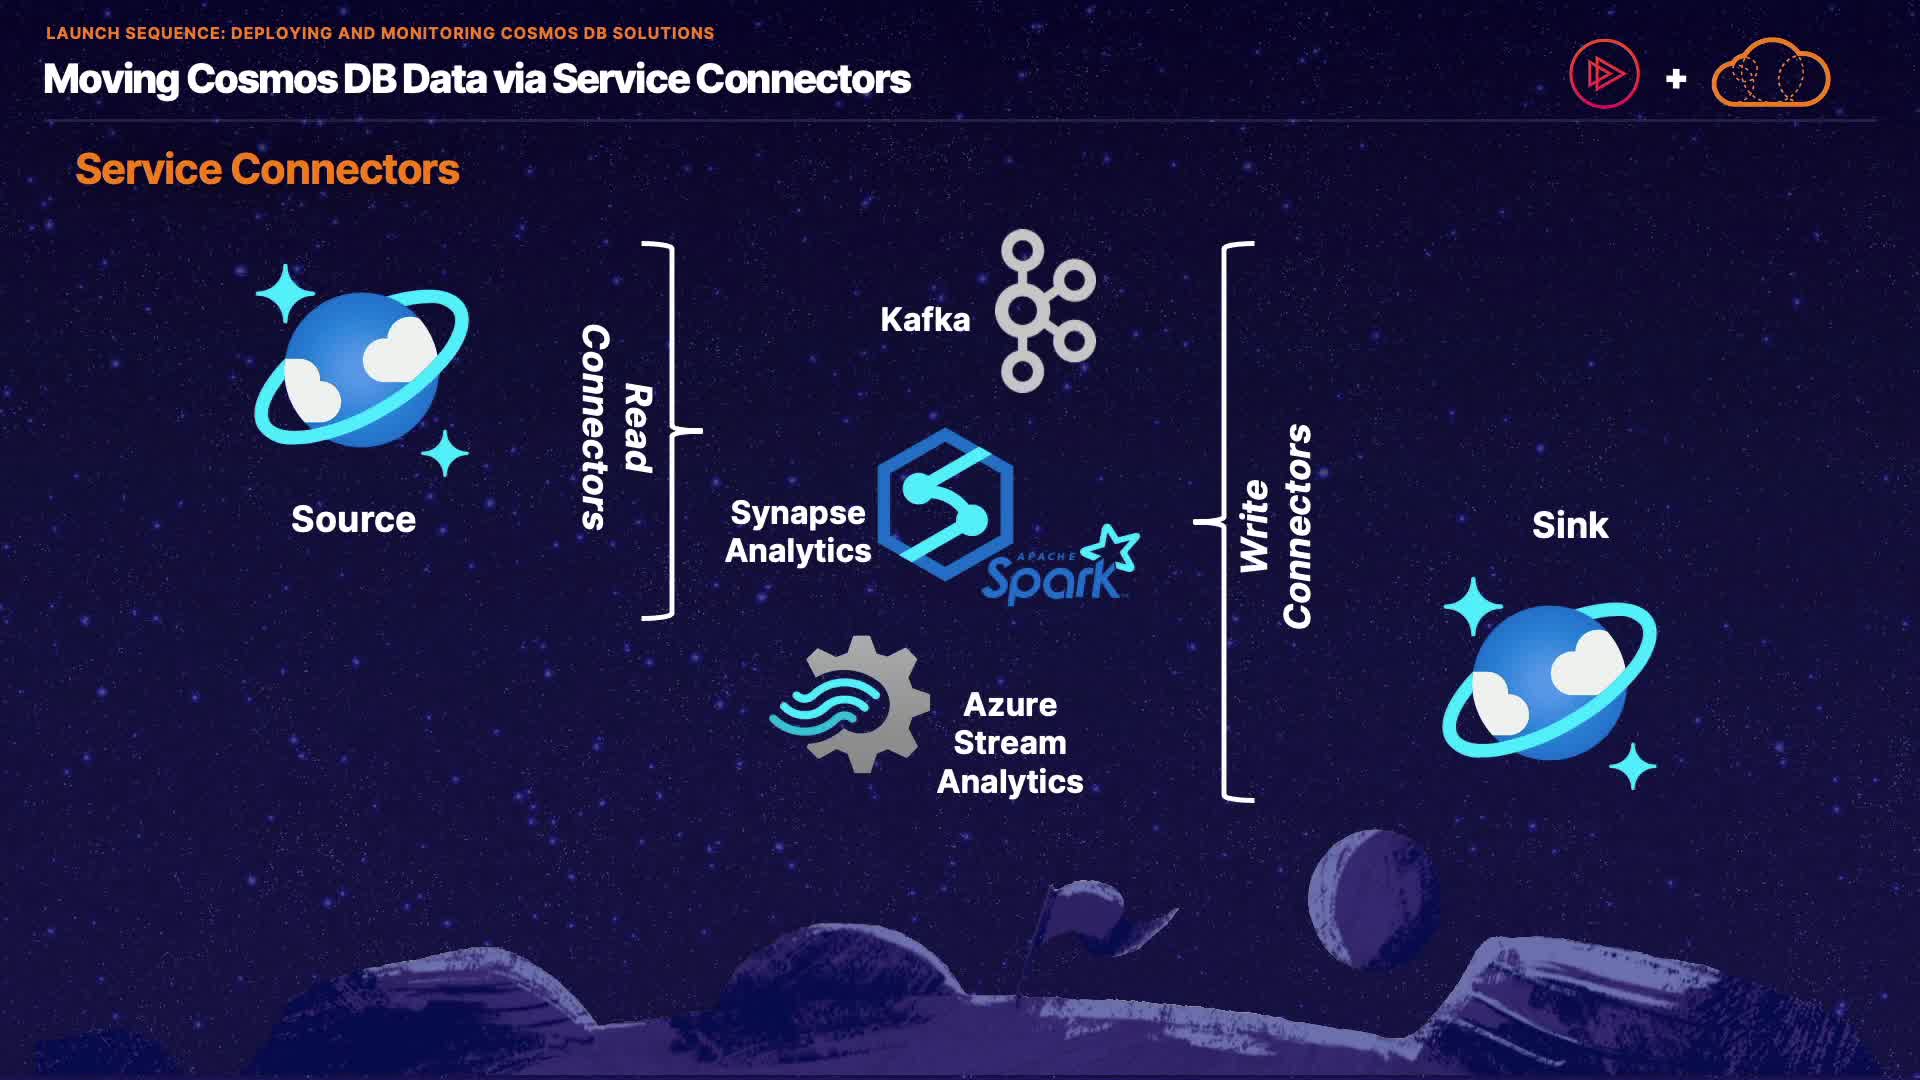 LAUNCH SEQUENCE: DEPLOYING AND MONITORING COSMOS DB SOLUTIONS
Moving Cosmos DB Data via Service Connectors
+
Service Connectors
Source
Read
Connectors
Kafka
Synapse
Analytics
APACHE
Spark
Azure
Stream
Analytics
Write
Connectors
Sink